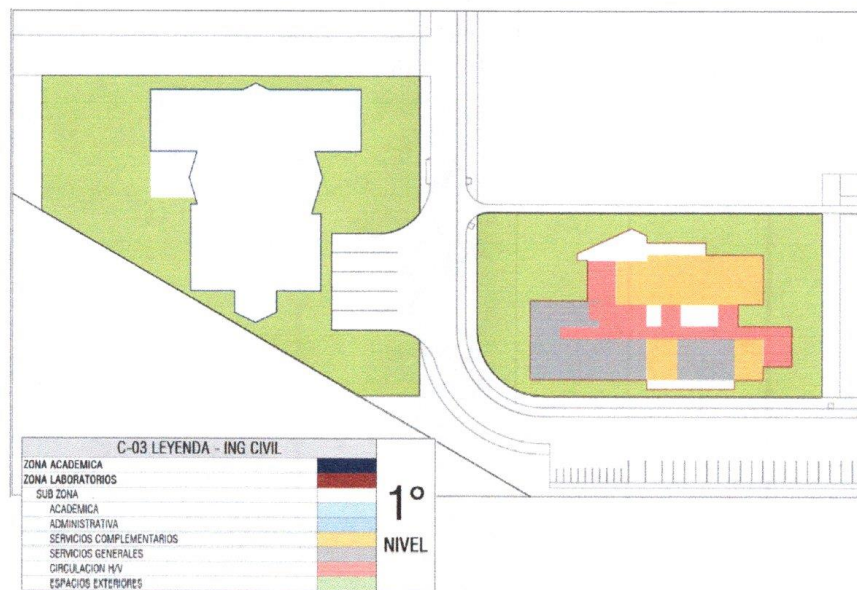 C-03 LEYENDA - ING CIVIL
ZONA ACADEMICA
ZONA LABORATORIOS
SUB ZONA
ACADEMICA
ADMINISTRATIVA
SERVICIOS COMPLEMENTARIOS
SERVICIOS GENERALES
CIRCULACION H/V
ESPACIOS EXTERIORES
1°
NIVEL